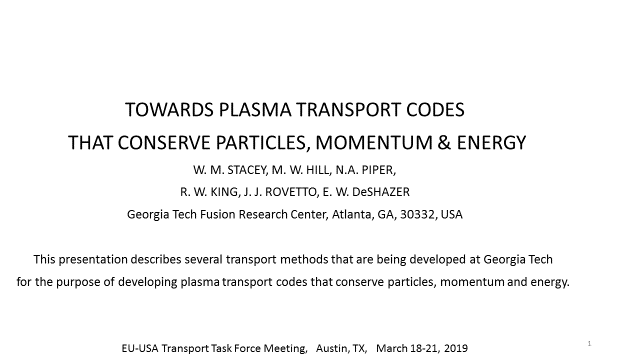 TOWARDS PLASMA TRANSPORT CODES
THAT CONSERVE PARTICLES, MOMENTUM & ENERGY
W. M. STACEY, M. W. HILL, N.A. PIPER,
R. W. KING, J. J. ROVETTO, E. W. DeSHAZER
Georgia Tech Fusion Research Center, Atlanta, GA, 30332, USA
This presentation describes several transport methods that are being developed at Georgia Tech
for the purpose of developing plasma transport codes that conserve particles, momentum and energy.
EU-USA Transport Task Force Meeting, Austin, TX, March 18-21, 2019
1